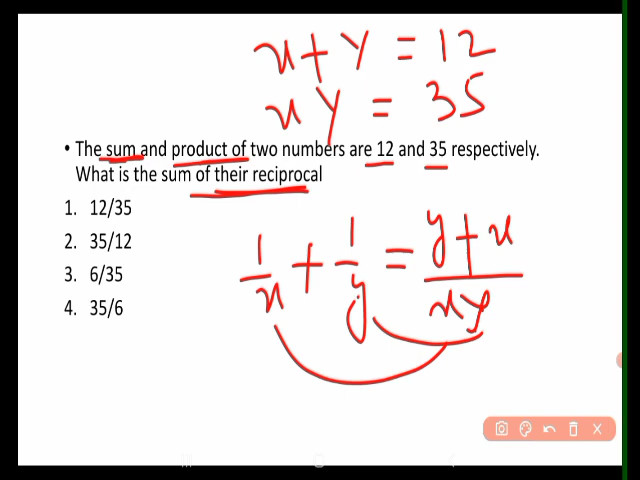 x + y = 12
x y = 35
• The sum and product of two numbers are 12 and 35 respectively.
What is the sum of their reciprocal
1. 12/35
2. 35/12
3. 6/35
4. 35/6
1/x + 1/y = y + x / xy